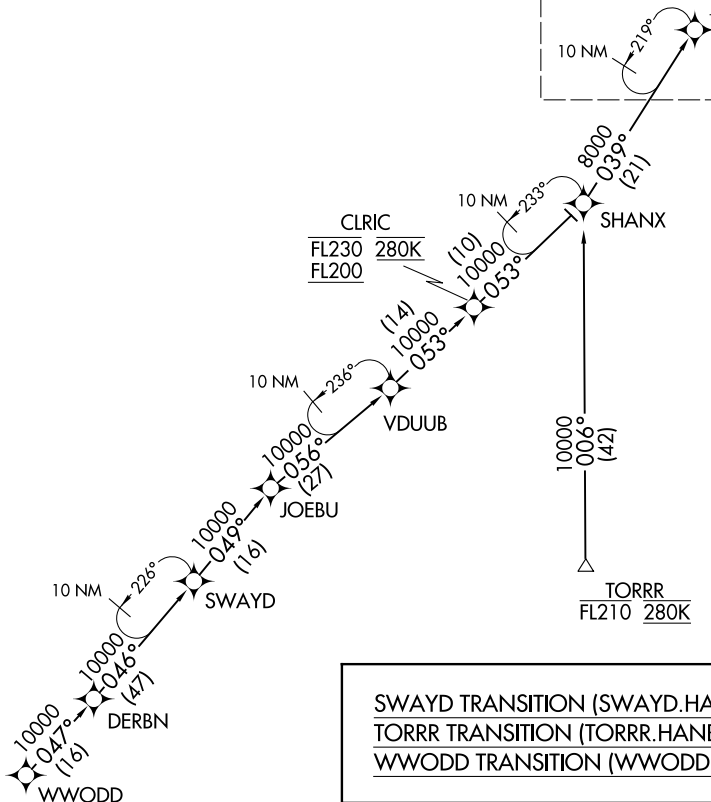 219°
10 NM
8000
039°
(21)
233°
10 NM
SHANX
CLRIC
FL230 280K
FL200
(10)
10000
053°
(14)
10000
053°
236°
10 NM
VDUUB
10000
056°
(27)
JOEBU
10000
006°
(42)
10000
049°
(16)
226°
10 NM
SWAYD
TORRR
FL210 280K
10000
046°
(47)
DERBN
10000
047°
(16)
WWODD
SWAYD TRANSITION (SWAYD.HA
TORRR TRANSITION (TORRR.HAN
WWODD TRANSITION (WWODD